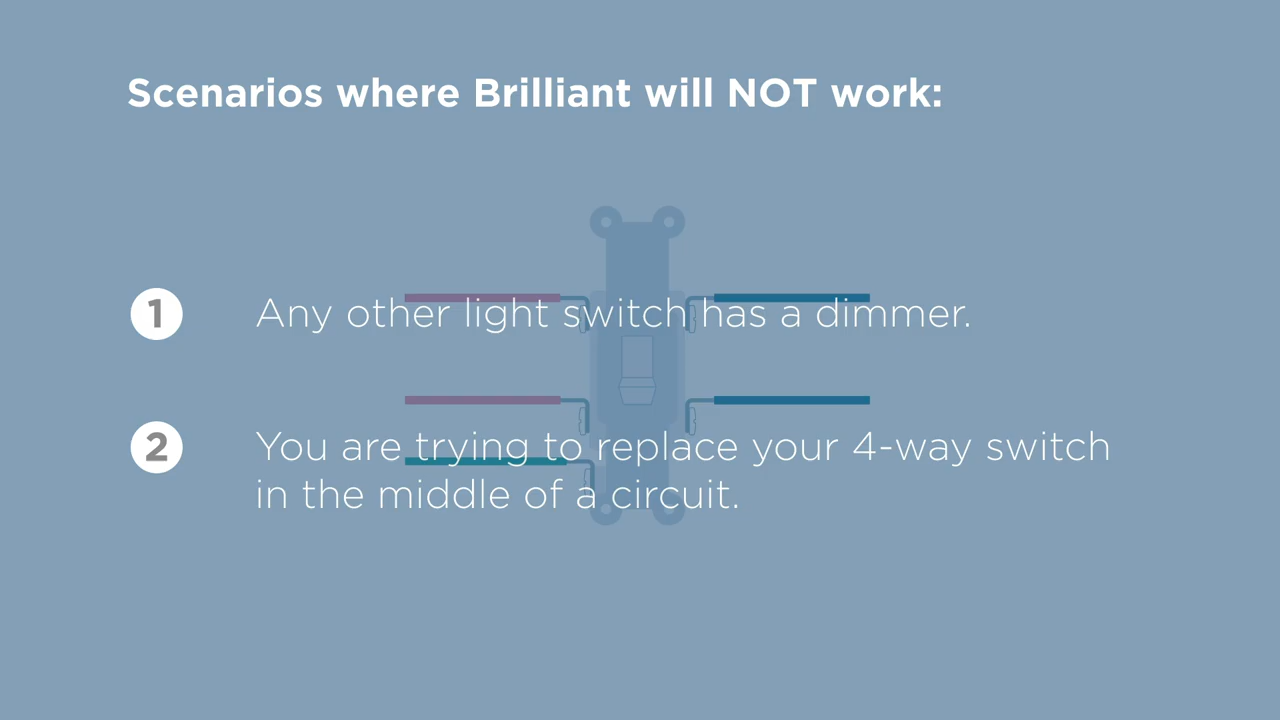 Scenarios where Brilliant will NOT work:
1 Any other light switch has a dimmer.
2 You are trying to replace your 4-way switch
in the middle of a circuit.